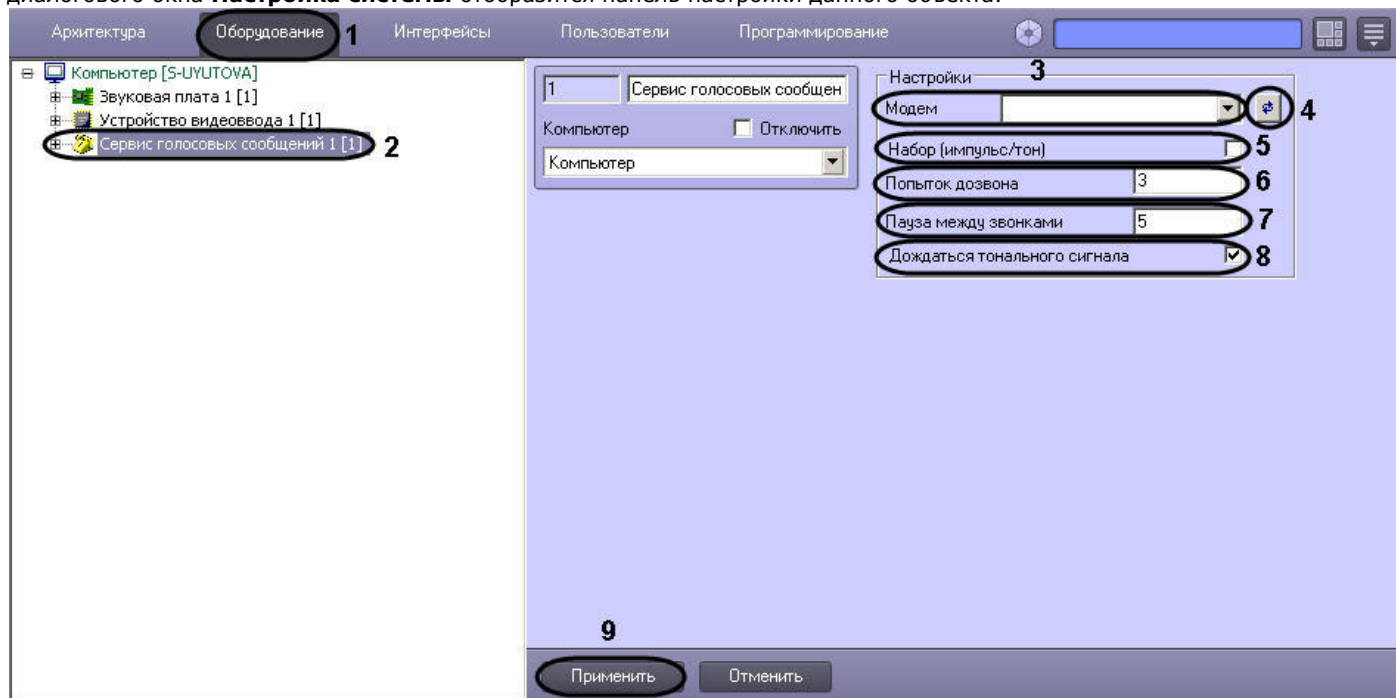 диалогового окна Настройка системы отобразится панель настройки данного объекта.
Архитектура Оборудование 1 Интерфейсы Пользователи Программирование
Компьютер [S-UYUTOVA]
Звуковая плата 1 [1]
Устройство видеоввода 1 [1]
Сервис голосовых сообщений 1 [1] 2
1 Сервис голосовых сообщен
Компьютер Отключить
Компьютер
Настройки 3
Модем 4
Набор (импульс/тон) 5
Попыток дозвона 3 6
Пауза между звонками 5 7
Дождаться тонального сигнала 8
9
Применить Отменить